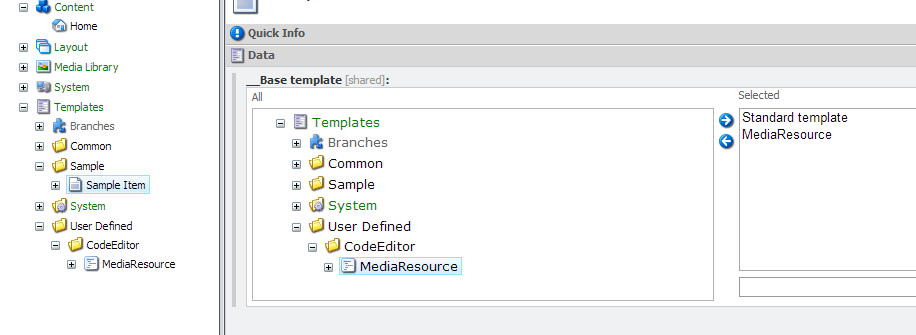 Content
Home
Layout
Media Library
System
Templates
Branches
Common
Sample
Sample Item
System
User Defined
CodeEditor
MediaResource
Quick Info
Data
__Base template [shared]:
All
Templates
Branches
Common
Sample
System
User Defined
CodeEditor
MediaResource
Selected
Standard template
MediaResource